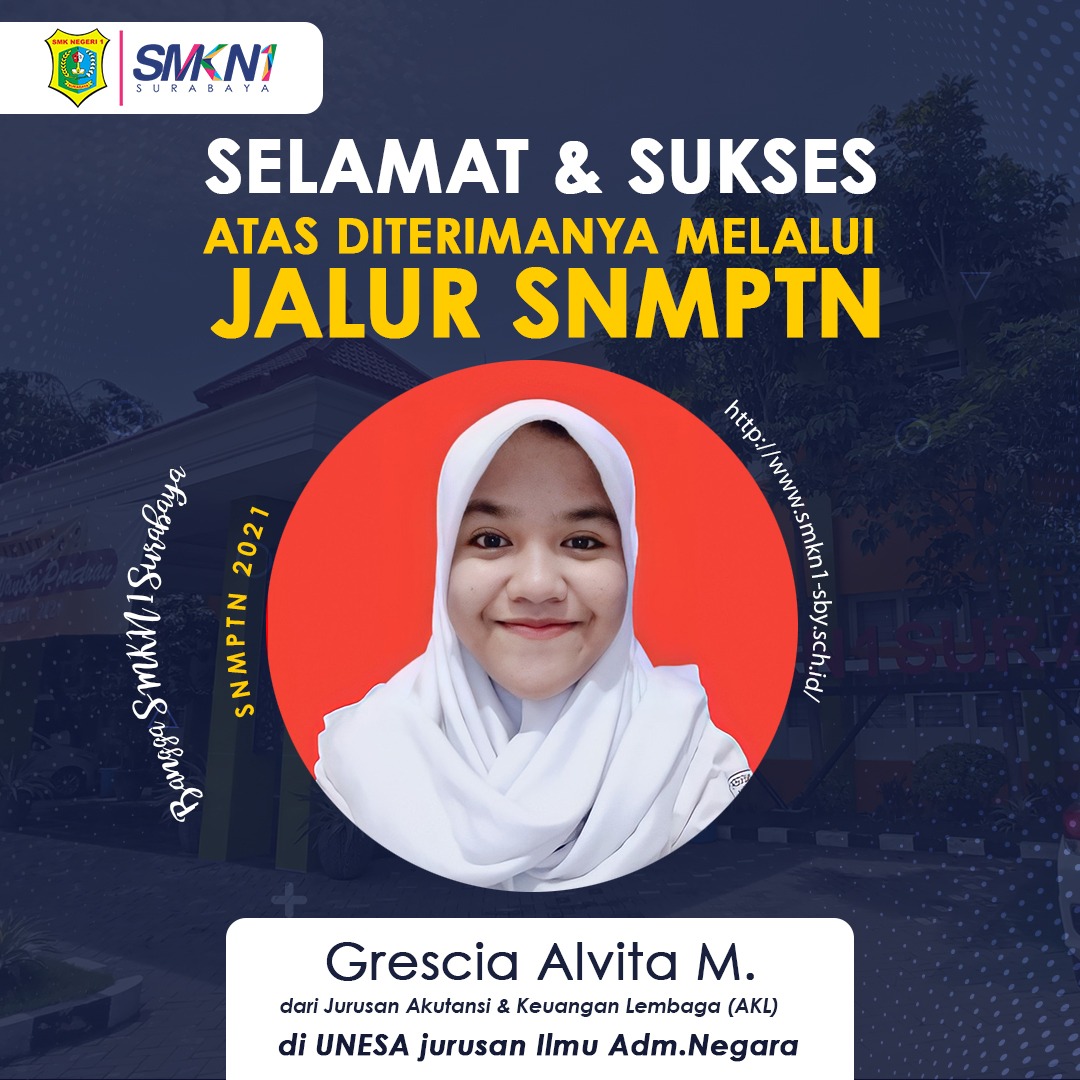 SMK NEGERI 1
SMKN1
SURABAYA
SELAMAT & SUKSES
ATAS DITERIMANYA MELALUI
JALUR SNMPTN
Bangga SMKN 1 Surabaya
SNMPTN 2021
http://www.smkn1-sby.sch.id/
Grescia Alvita M.
dari Jurusan Akutansi & Keuangan Lembaga (AKL)
di UNESA jurusan Ilmu Adm.Negara